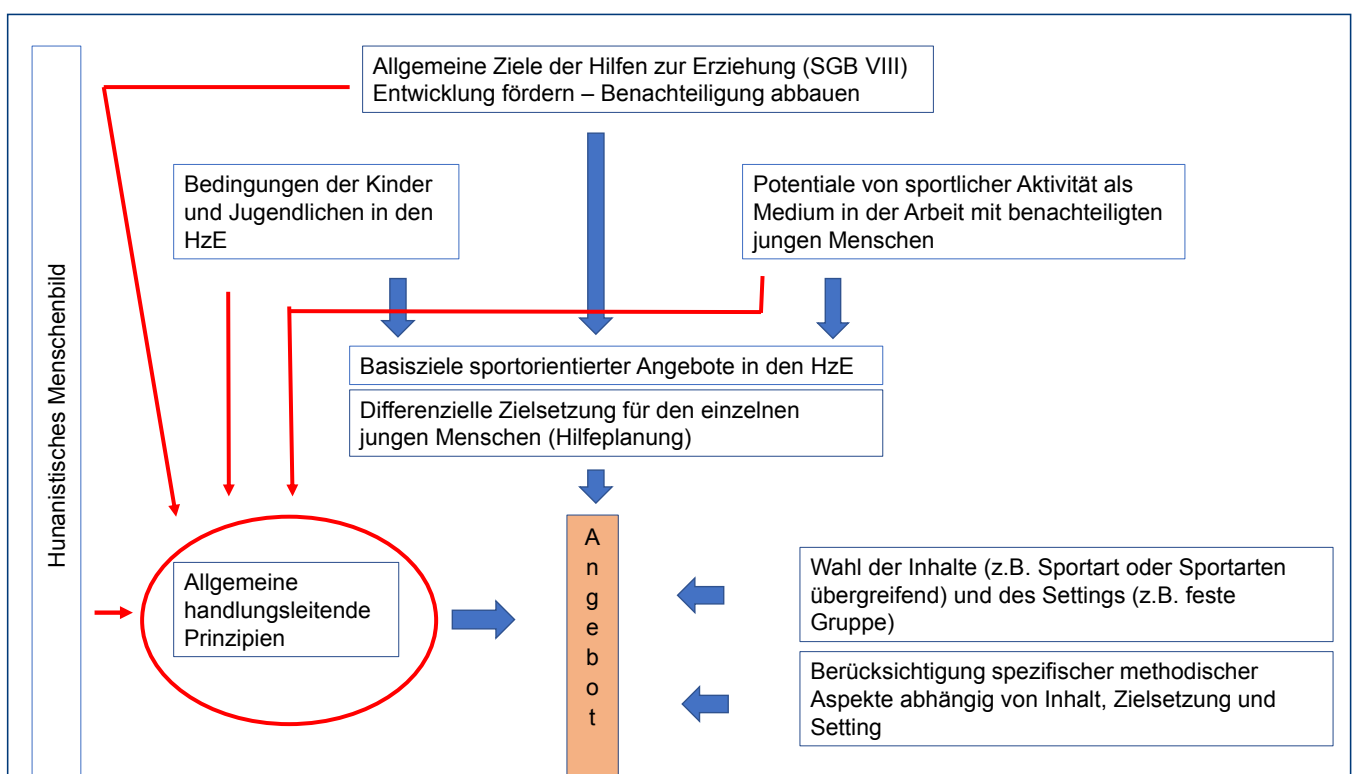 Hunanistisches Menschenbild
Allgemeine Ziele der Hilfen zur Erziehung (SGB VIII)
Entwicklung fördern – Benachteiligung abbauen
Bedingungen der Kinder
und Jugendlichen in den
HzE
Potentiale von sportlicher Aktivität als
Medium in der Arbeit mit benachteiligten
jungen Menschen
Basisziele sportorientierter Angebote in den HzE
Differenzielle Zielsetzung für den einzelnen
jungen Menschen (Hilfeplanung)
Allgemeine
handlungsleitende
Prinzipien
A
n
g
e
b
o
t
Wahl der Inhalte (z.B. Sportart oder Sportarten
übergreifend) und des Settings (z.B. feste
Gruppe)
Berücksichtigung spezifischer methodischer
Aspekte abhängig von Inhalt, Zielsetzung und
Setting